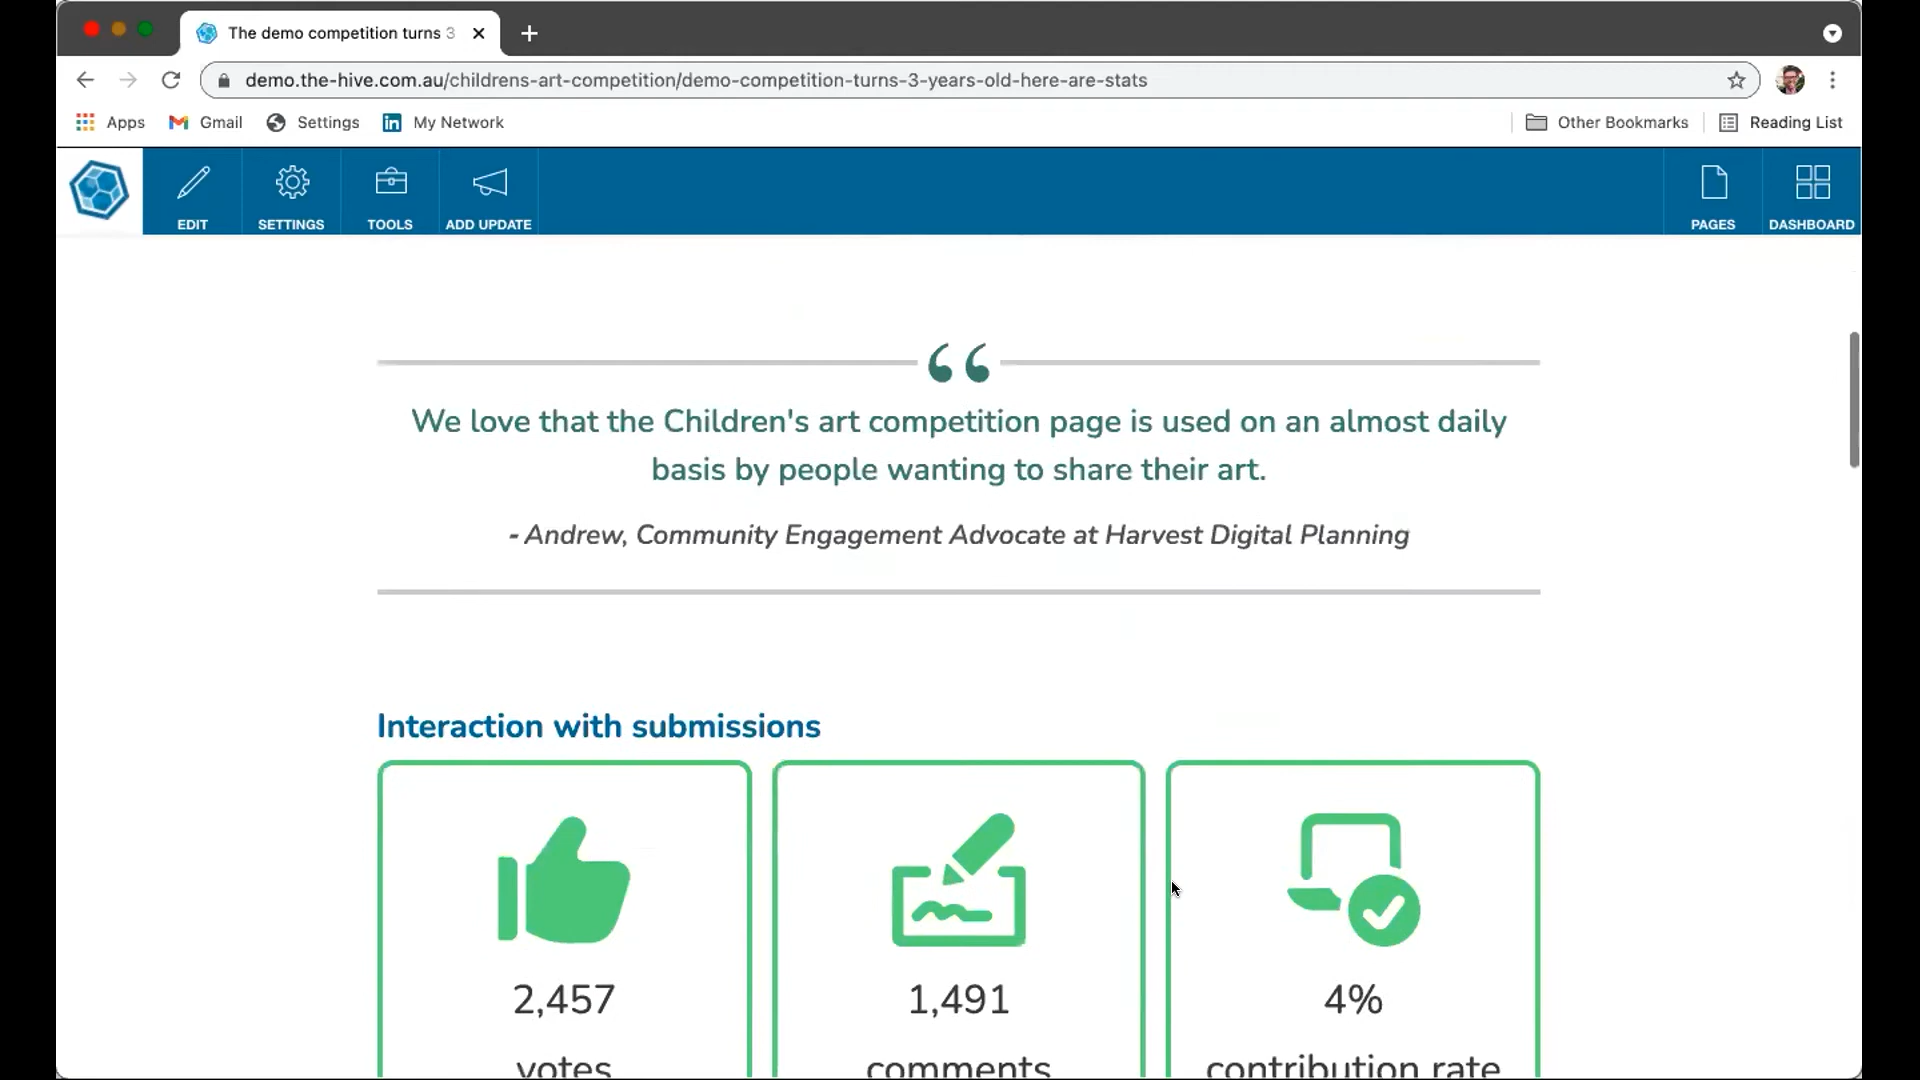 The demo competition turns 3
demo.the-hive.com.au/childrens-art-competition/demo-competition-turns-3-years-old-here-are-stats
Apps Gmail Settings My Network Other Bookmarks Reading List
EDIT SETTINGS TOOLS ADD UPDATE PAGES DASHBOARD
“
We love that the Children's art competition page is used on an almost daily
basis by people wanting to share their art.
- Andrew, Community Engagement Advocate at Harvest Digital Planning
Interaction with submissions
2,457 1,491 4%
votes comments contribution rate